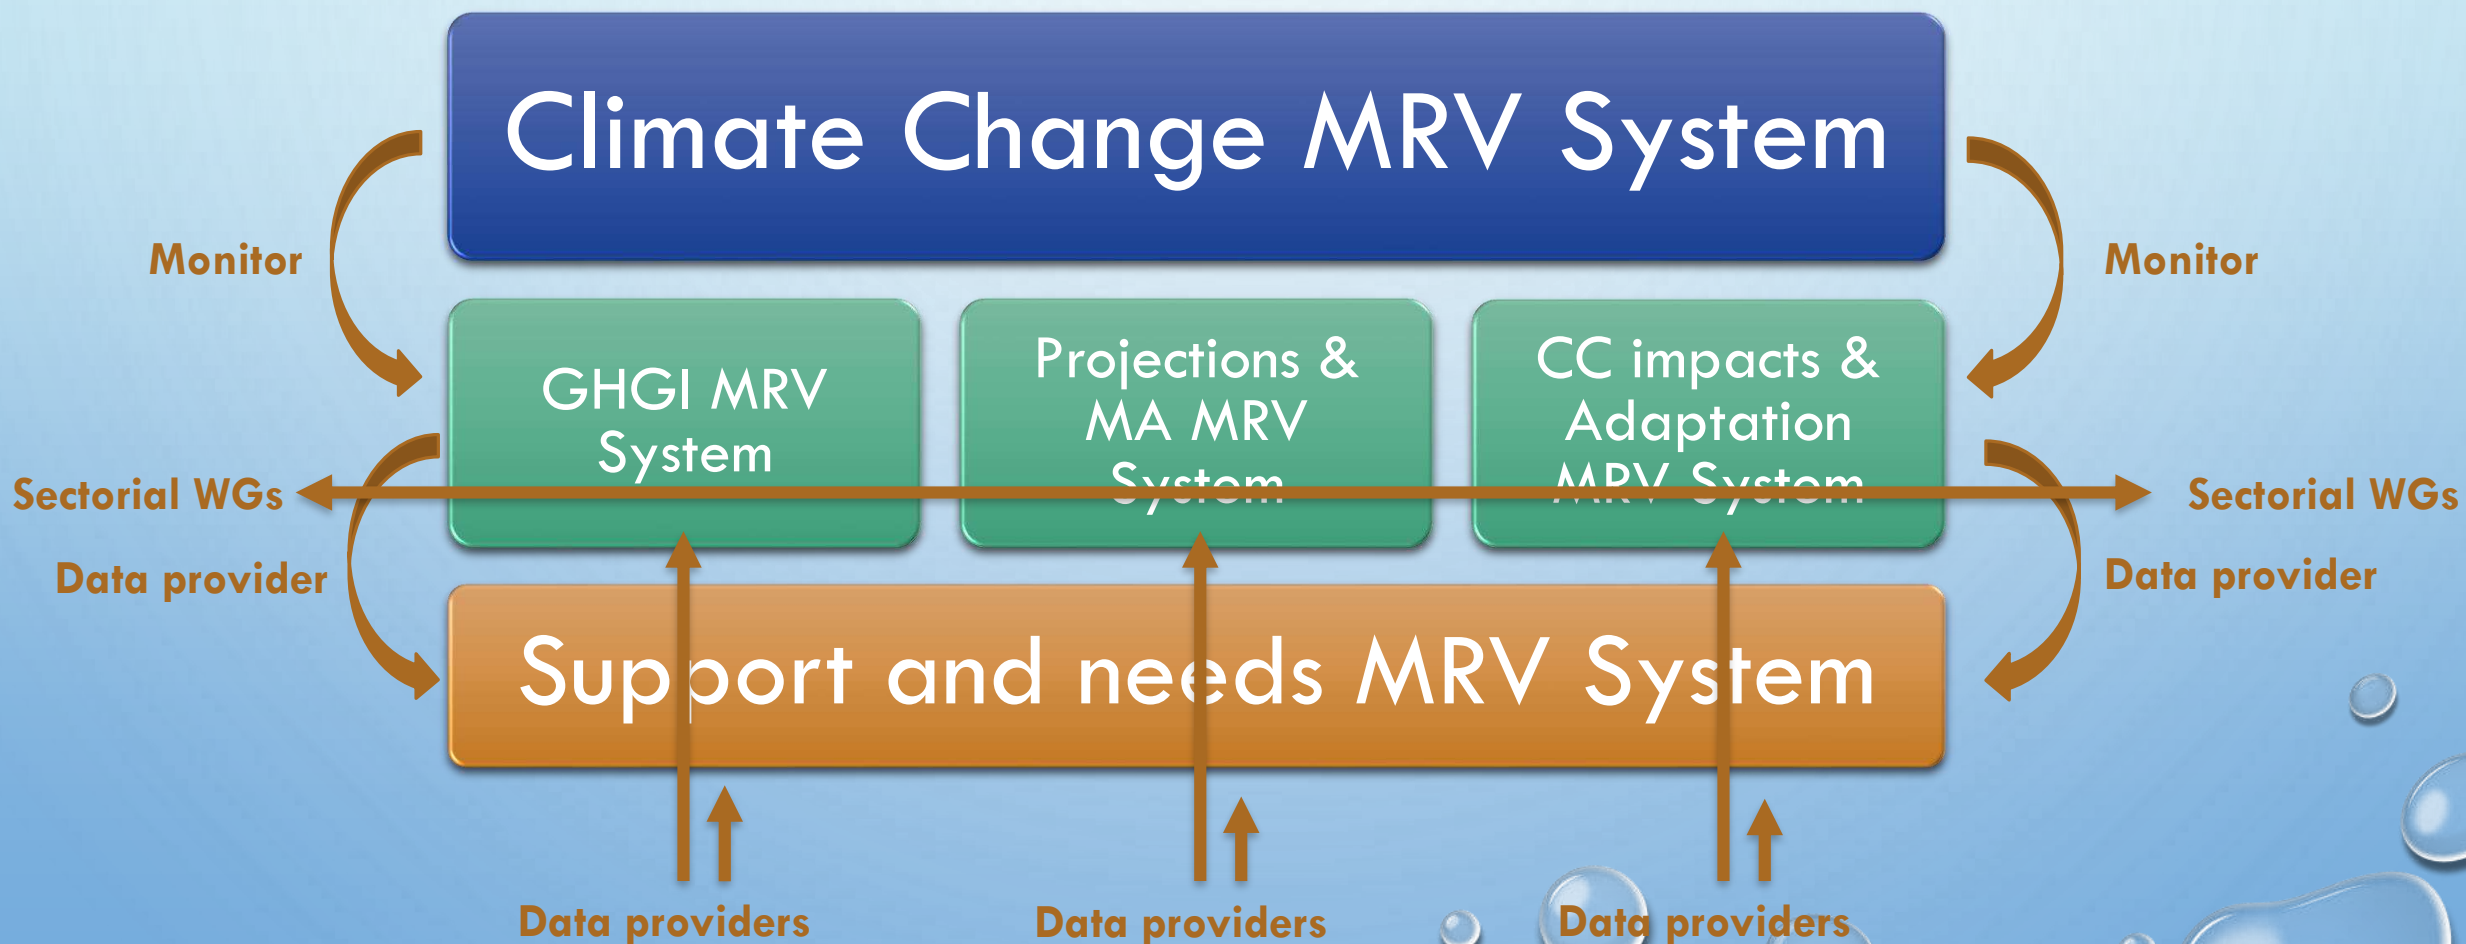 Climate Change MRV System
Monitor
Monitor
GHGI MRV
System
Projections &
MA MRV
System
CC impacts &
Adaptation
MRV System
Sectorial WGs
Sectorial WGs
Data provider
Data provider
Support and needs MRV System
Data providers
Data providers
Data providers